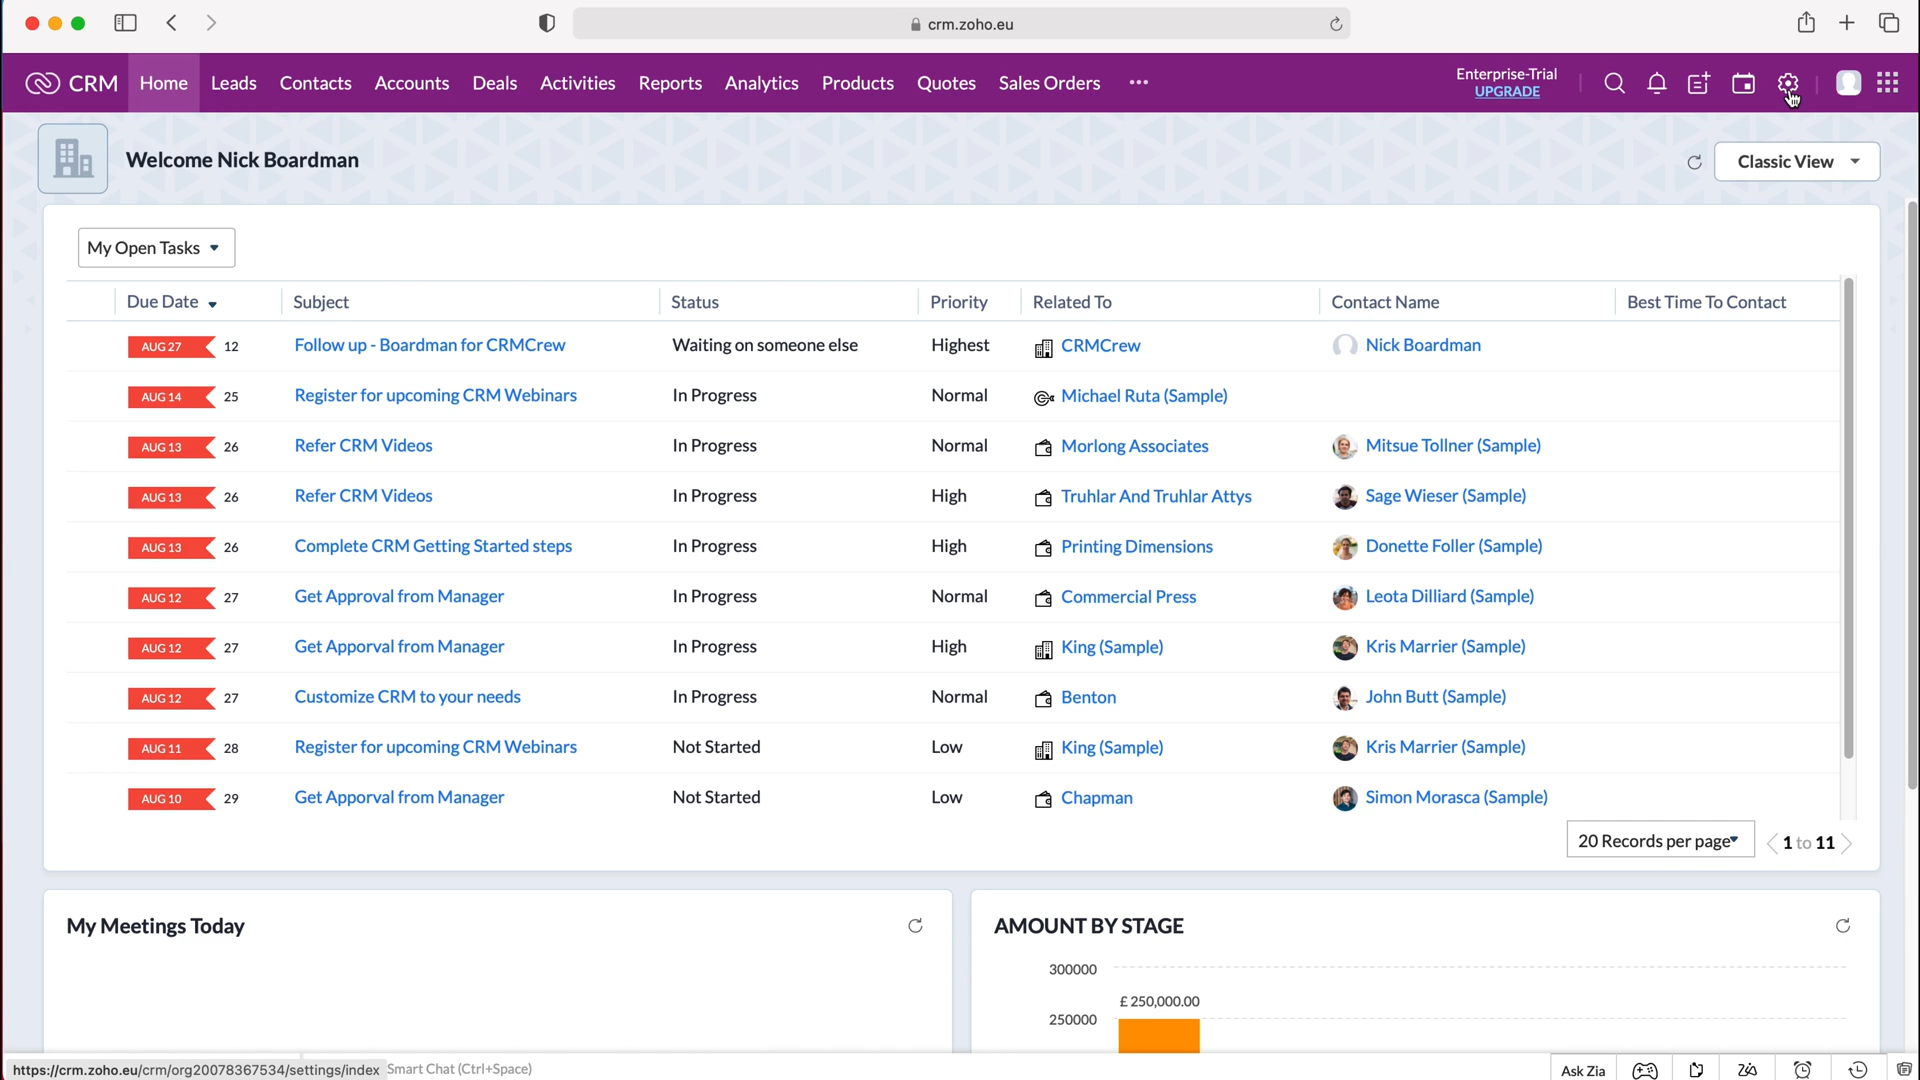 crm.zoho.eu
CRM Home Leads Contacts Accounts Deals Activities Reports Analytics Products Quotes Sales Orders ••• Enterprise-Trial
UPGRADE
Welcome Nick Boardman
Classic View
My Open Tasks
Due Date Subject Status Priority Related To Contact Name Best Time To Contact
AUG 27 12 Follow up - Boardman for CRMCrew Waiting on someone else Highest CRMCrew Nick Boardman
AUG 14 25 Register for upcoming CRM Webinars In Progress Normal Michael Ruta (Sample)
AUG 13 26 Refer CRM Videos In Progress Normal Morlong Associates Mitsue Tollner (Sample)
AUG 13 26 Refer CRM Videos In Progress High Truhlar And Truhlar Attys Sage Wieser (Sample)
AUG 13 26 Complete CRM Getting Started steps In Progress High Printing Dimensions Donette Foller (Sample)
AUG 12 27 Get Approval from Manager In Progress Normal Commercial Press Leota Dilliard (Sample)
AUG 12 27 Get Apporval from Manager In Progress High King (Sample) Kris Marrier (Sample)
AUG 12 27 Customize CRM to your needs In Progress Normal Benton John Butt (Sample)
AUG 11 28 Register for upcoming CRM Webinars Not Started Low King (Sample) Kris Marrier (Sample)
AUG 10 29 Get Apporval from Manager Not Started Low Chapman Simon Morasca (Sample)
20 Records per page 1 to 11
My Meetings Today
AMOUNT BY STAGE
300000
£ 250,000.00
250000
https://crm.zoho.eu/crm/org20078367534/settings/index Smart Chat (Ctrl+Space) Ask Zia